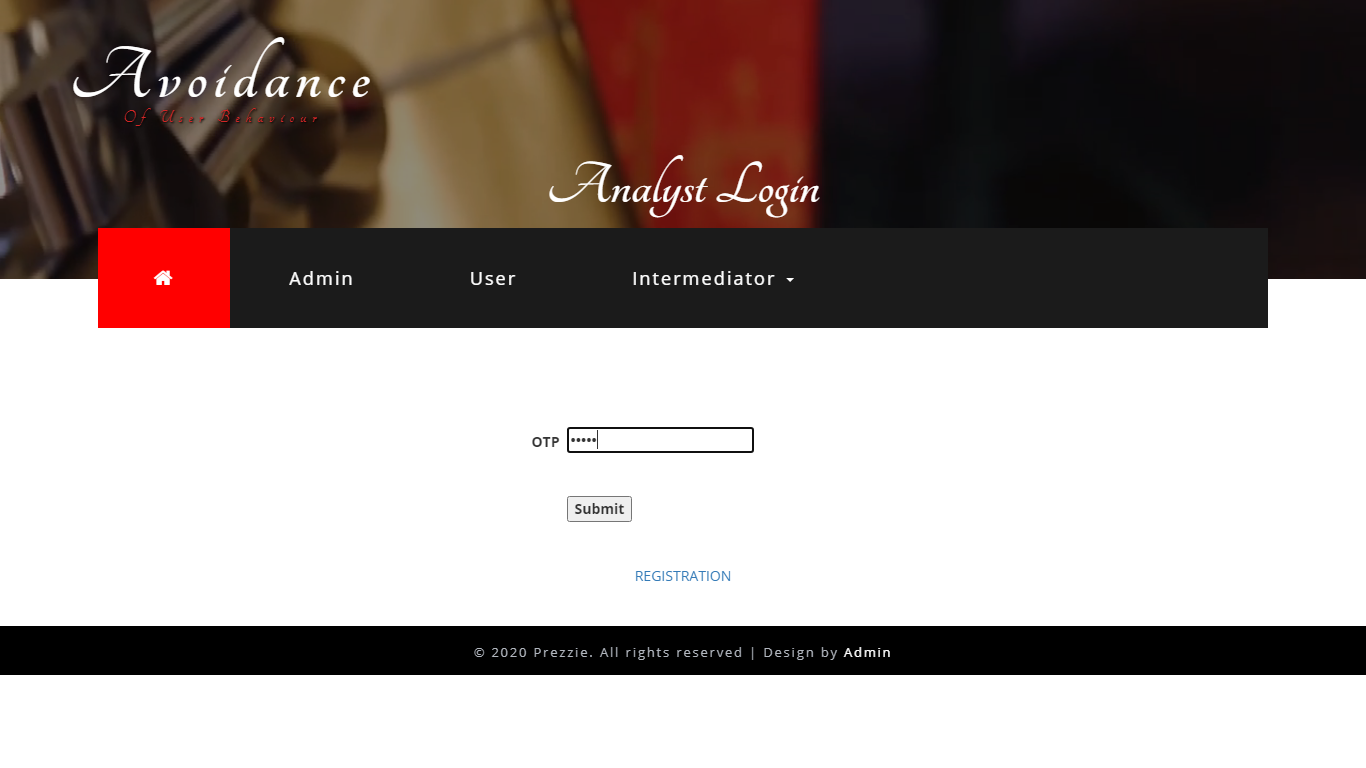 Avoidance
Of User Behaviour
Analyst Login
Admin User Intermediator
OTP •••••
Submit
REGISTRATION
© 2020 Prezzie. All rights reserved | Design by Admin